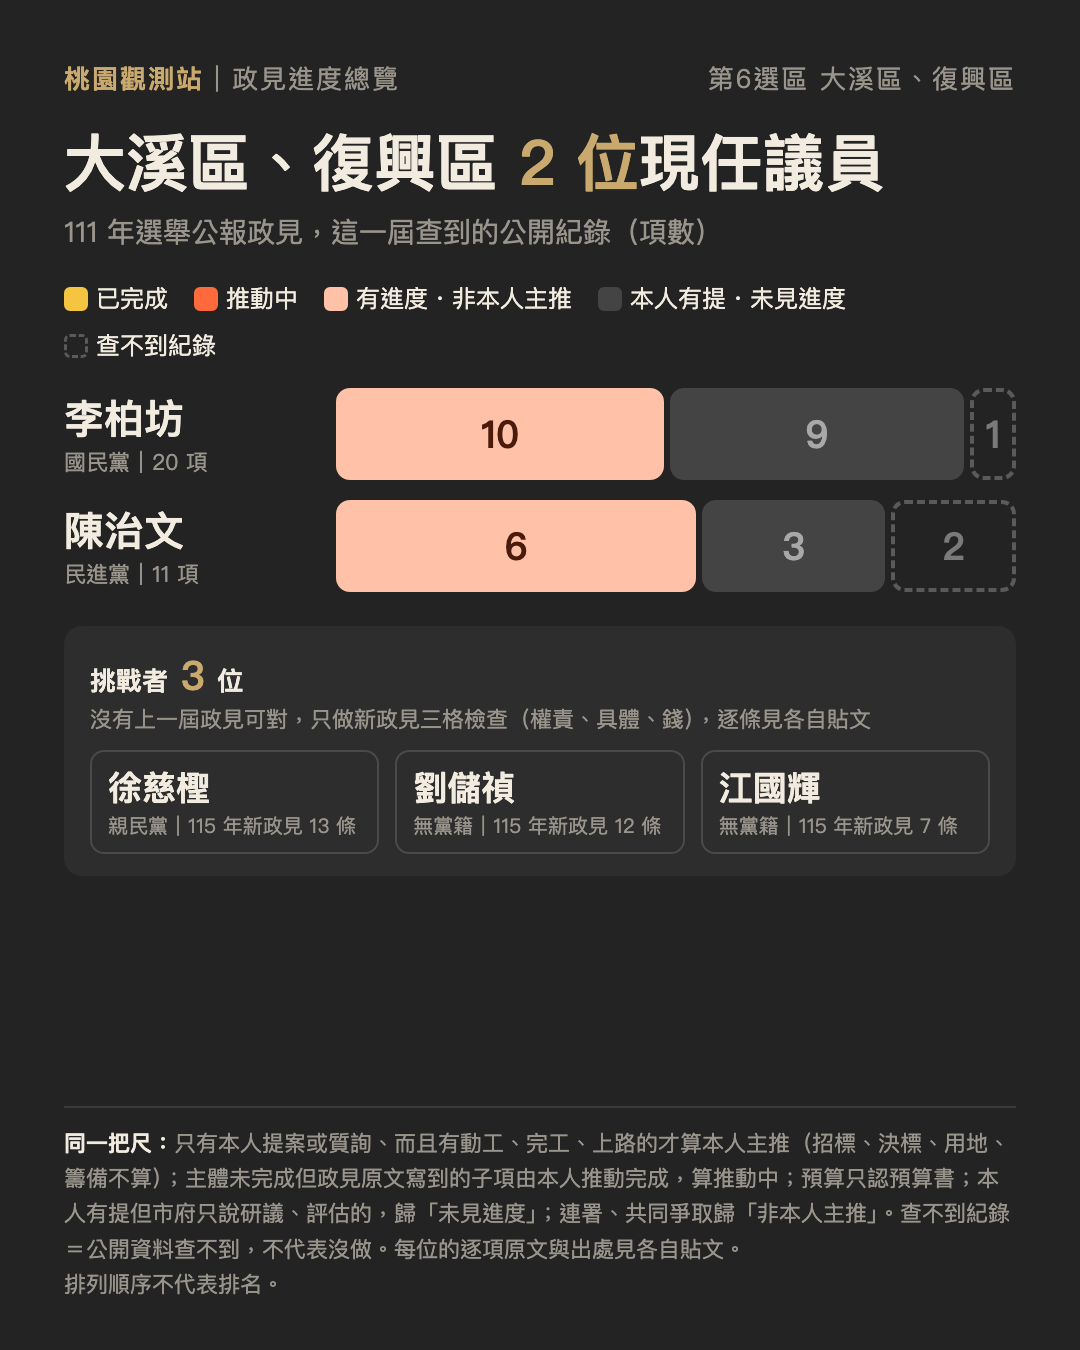 桃園觀測站｜政見進度總覽
第6選區 大溪區、復興區
大溪區、復興區 2 位現任議員
111 年選舉公報政見，這一屆查到的公開紀錄（項數）
已完成 推動中 有進度・非本人主推 本人有提・未見進度
查不到紀錄
李柏坊
國民黨｜20 項
10 9 1
陳治文
民進黨｜11 項
6 3 2
挑戰者 3 位
沒有上一屆政見可對，只做新政見三格檢查（權責、具體、錢），逐條見各自貼文
徐慈檉
親民黨｜115 年新政見 13 條
劉儲禎
無黨籍｜115 年新政見 12 條
江國輝
無黨籍｜115 年新政見 7 條
同一把尺：只有本人提案或質詢、而且有動工、完工、上路的才算本人主推（招標、決標、用地、
籌備不算）；主體未完成但政見原文寫到的子項由本人推動完成，算推動中；預算只認預算書；本
人有提但市府只說研議、評估的，歸「未見進度」；連署、共同爭取歸「非本人主推」。查不到紀錄
＝公開資料查不到，不代表沒做。每位的逐項原文與出處見各自貼文。
排列順序不代表排名。